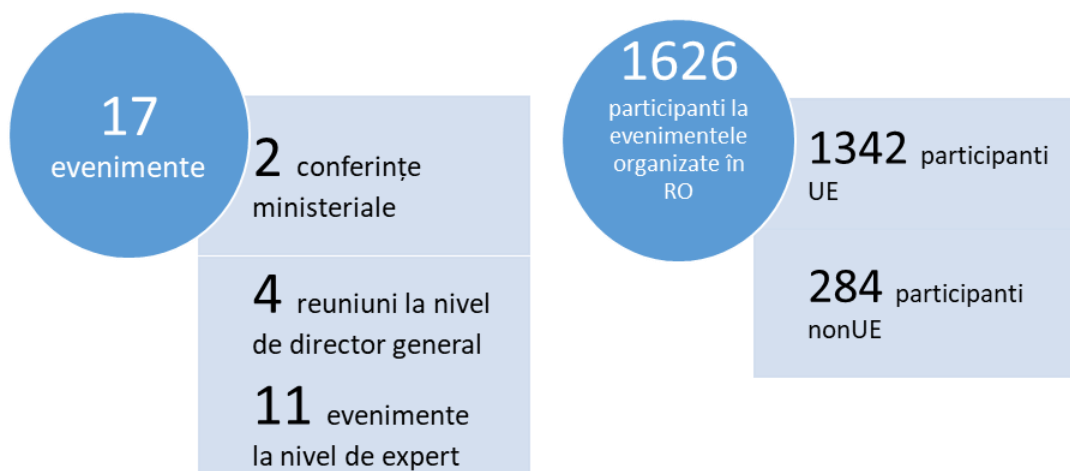 17
evenimente
2 conferințe
ministeriale
4 reuniuni la nivel
de director general
11 evenimente
la nivel de expert
1626
participanti la
evenimentele
organizate în
RO
1342 participanti
UE
284 participanti
nonUE